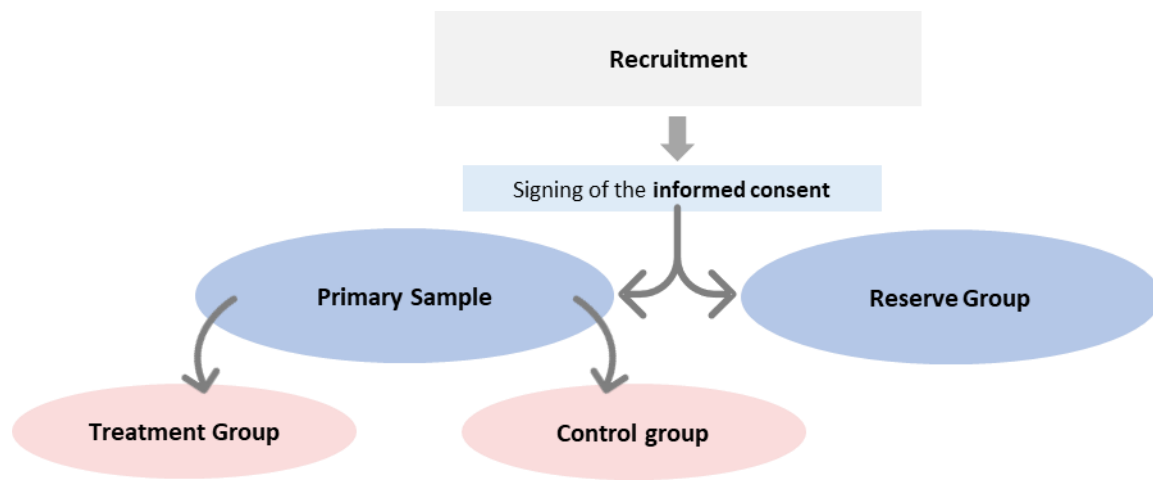 Recruitment
Signing of the informed consent
Primary Sample
Reserve Group
Treatment Group
Control group